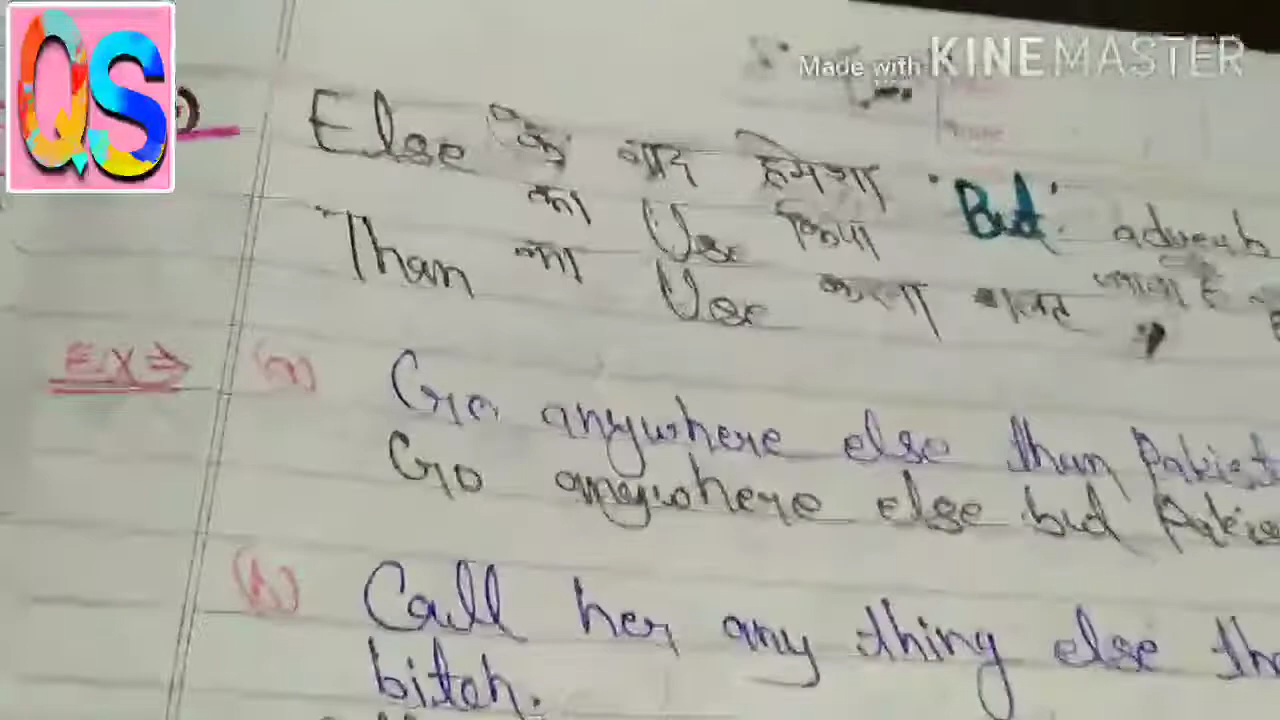 QS
Made with KINEMASTER
Else के बाद हमेशा "But" adverb
का Use किया जाता है
Than का Use करना गलत
EX ⇒ (a) Go anywhere else than Pakist
Go anywhere else but Pakis
(b) Call her any thing else tha
bitch.